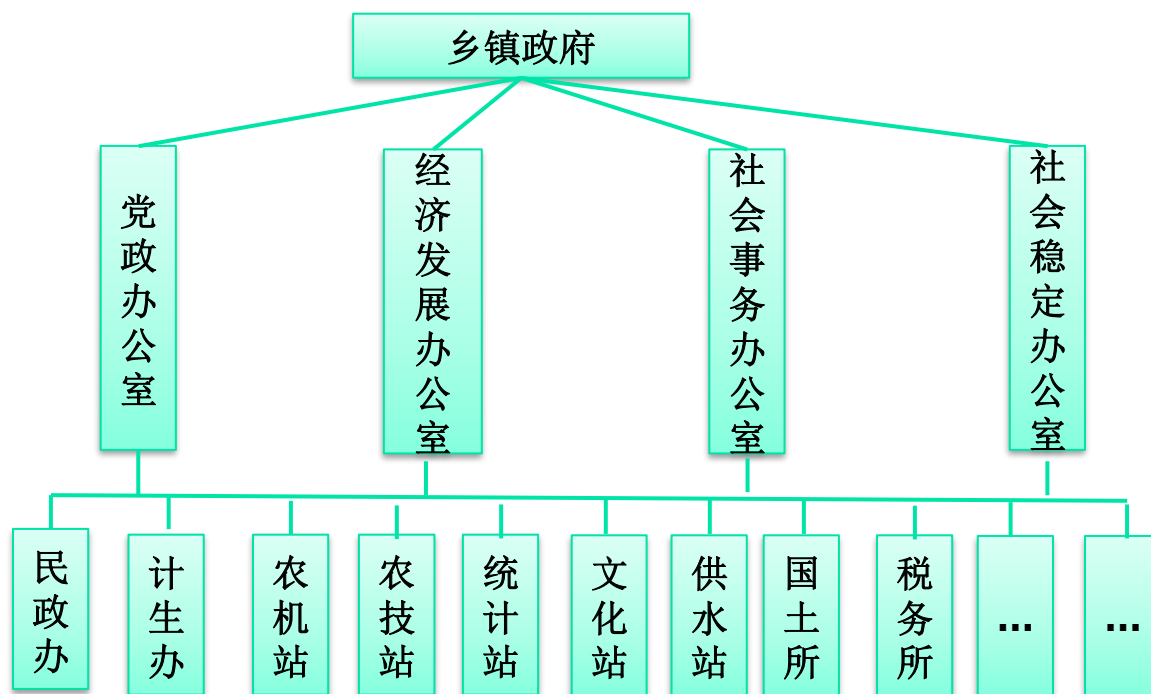 乡镇政府
党政办公室
经济发展办公室
社会事务办公室
社会稳定办公室
民政办
计生办
农机站
农技站
统计站
文化站
供水站
国土所
税务所
...
...